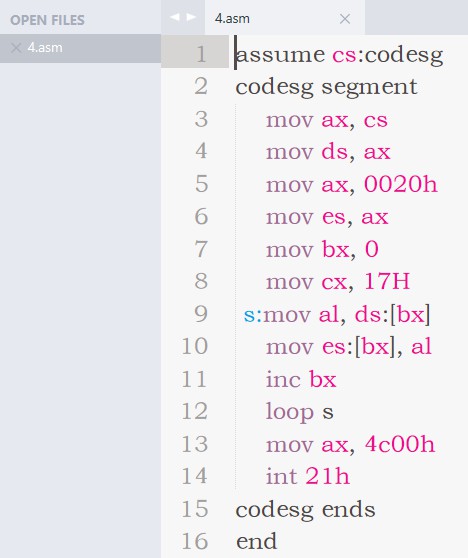 OPEN FILES
4.asm
4.asm
1 assume cs:codesg
2 codesg segment
3 mov ax, cs
4 mov ds, ax
5 mov ax, 0020h
6 mov es, ax
7 mov bx, 0
8 mov cx, 17H
9 s:mov al, ds:[bx]
10 mov es:[bx], al
11 inc bx
12 loop s
13 mov ax, 4c00h
14 int 21h
15 codesg ends
16 end